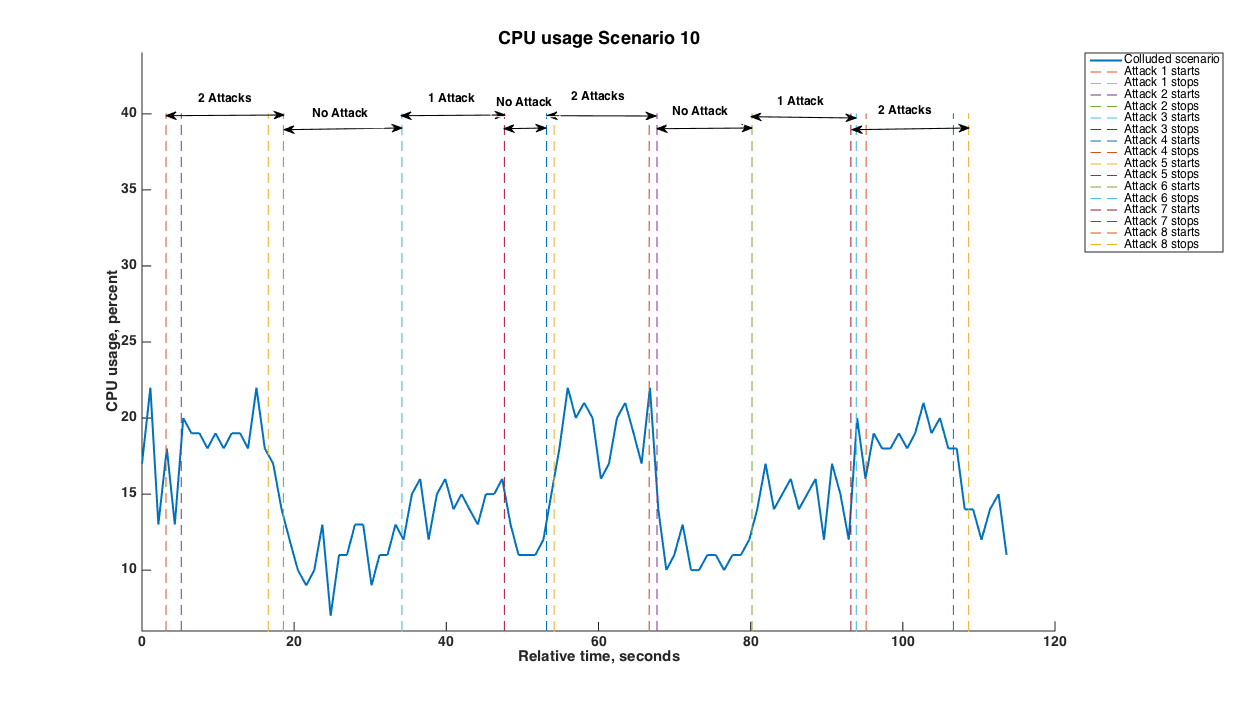 CPU usage Scenario 10
2 Attacks
No Attack
1 Attack
No Attack
2 Attacks
No Attack
1 Attack
2 Attacks
40
35
30
25
20
15
10
CPU usage, percent
0 20 40 60 80 100 120
Relative time, seconds
Colluded scenario
Attack 1 starts
Attack 1 stops
Attack 2 starts
Attack 2 stops
Attack 3 starts
Attack 3 stops
Attack 4 starts
Attack 4 stops
Attack 5 starts
Attack 5 stops
Attack 6 starts
Attack 6 stops
Attack 7 starts
Attack 7 stops
Attack 8 starts
Attack 8 stops